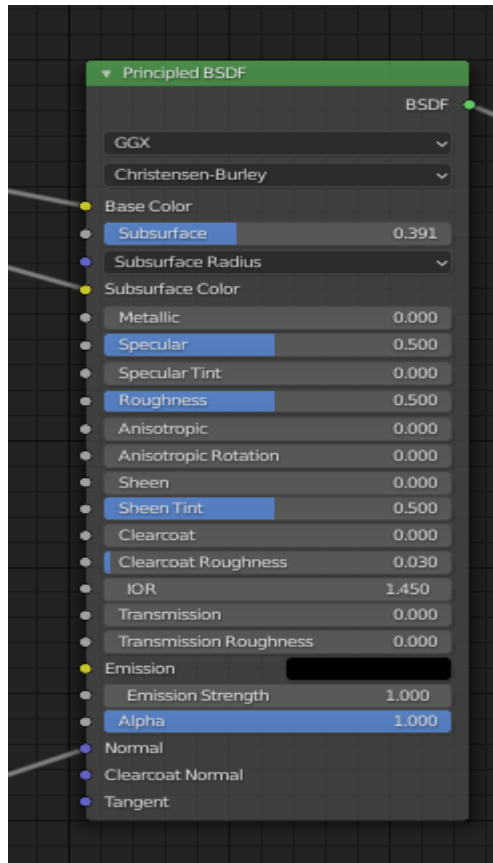 Principled BSDF
BSDF
GGX
Christensen-Burley
Base Color
Subsurface 0.391
Subsurface Radius
Subsurface Color
Metallic 0.000
Specular 0.500
Specular Tint 0.000
Roughness 0.500
Anisotropic 0.000
Anisotropic Rotation 0.000
Sheen 0.000
Sheen Tint 0.500
Clearcoat 0.000
Clearcoat Roughness 0.030
IOR 1.450
Transmission 0.000
Transmission Roughness 0.000
Emission
Emission Strength 1.000
Alpha 1.000
Normal
Clearcoat Normal
Tangent